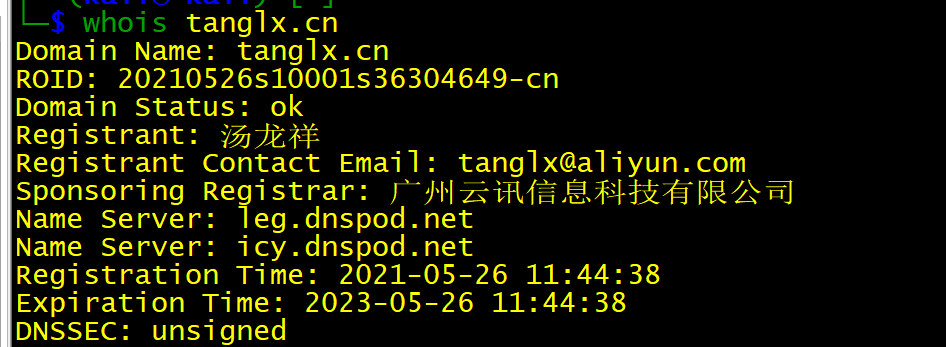 (kali㉿kali)-[~]
└─$ whois tanglx.cn
Domain Name: tanglx.cn
ROID: 20210526s10001s36304649-cn
Domain Status: ok
Registrant: 汤龙祥
Registrant Contact Email: tanglx@aliyun.com
Sponsoring Registrar: 广州云讯信息科技有限公司
Name Server: leg.dnspod.net
Name Server: icy.dnspod.net
Registration Time: 2021-05-26 11:44:38
Expiration Time: 2023-05-26 11:44:38
DNSSEC: unsigned